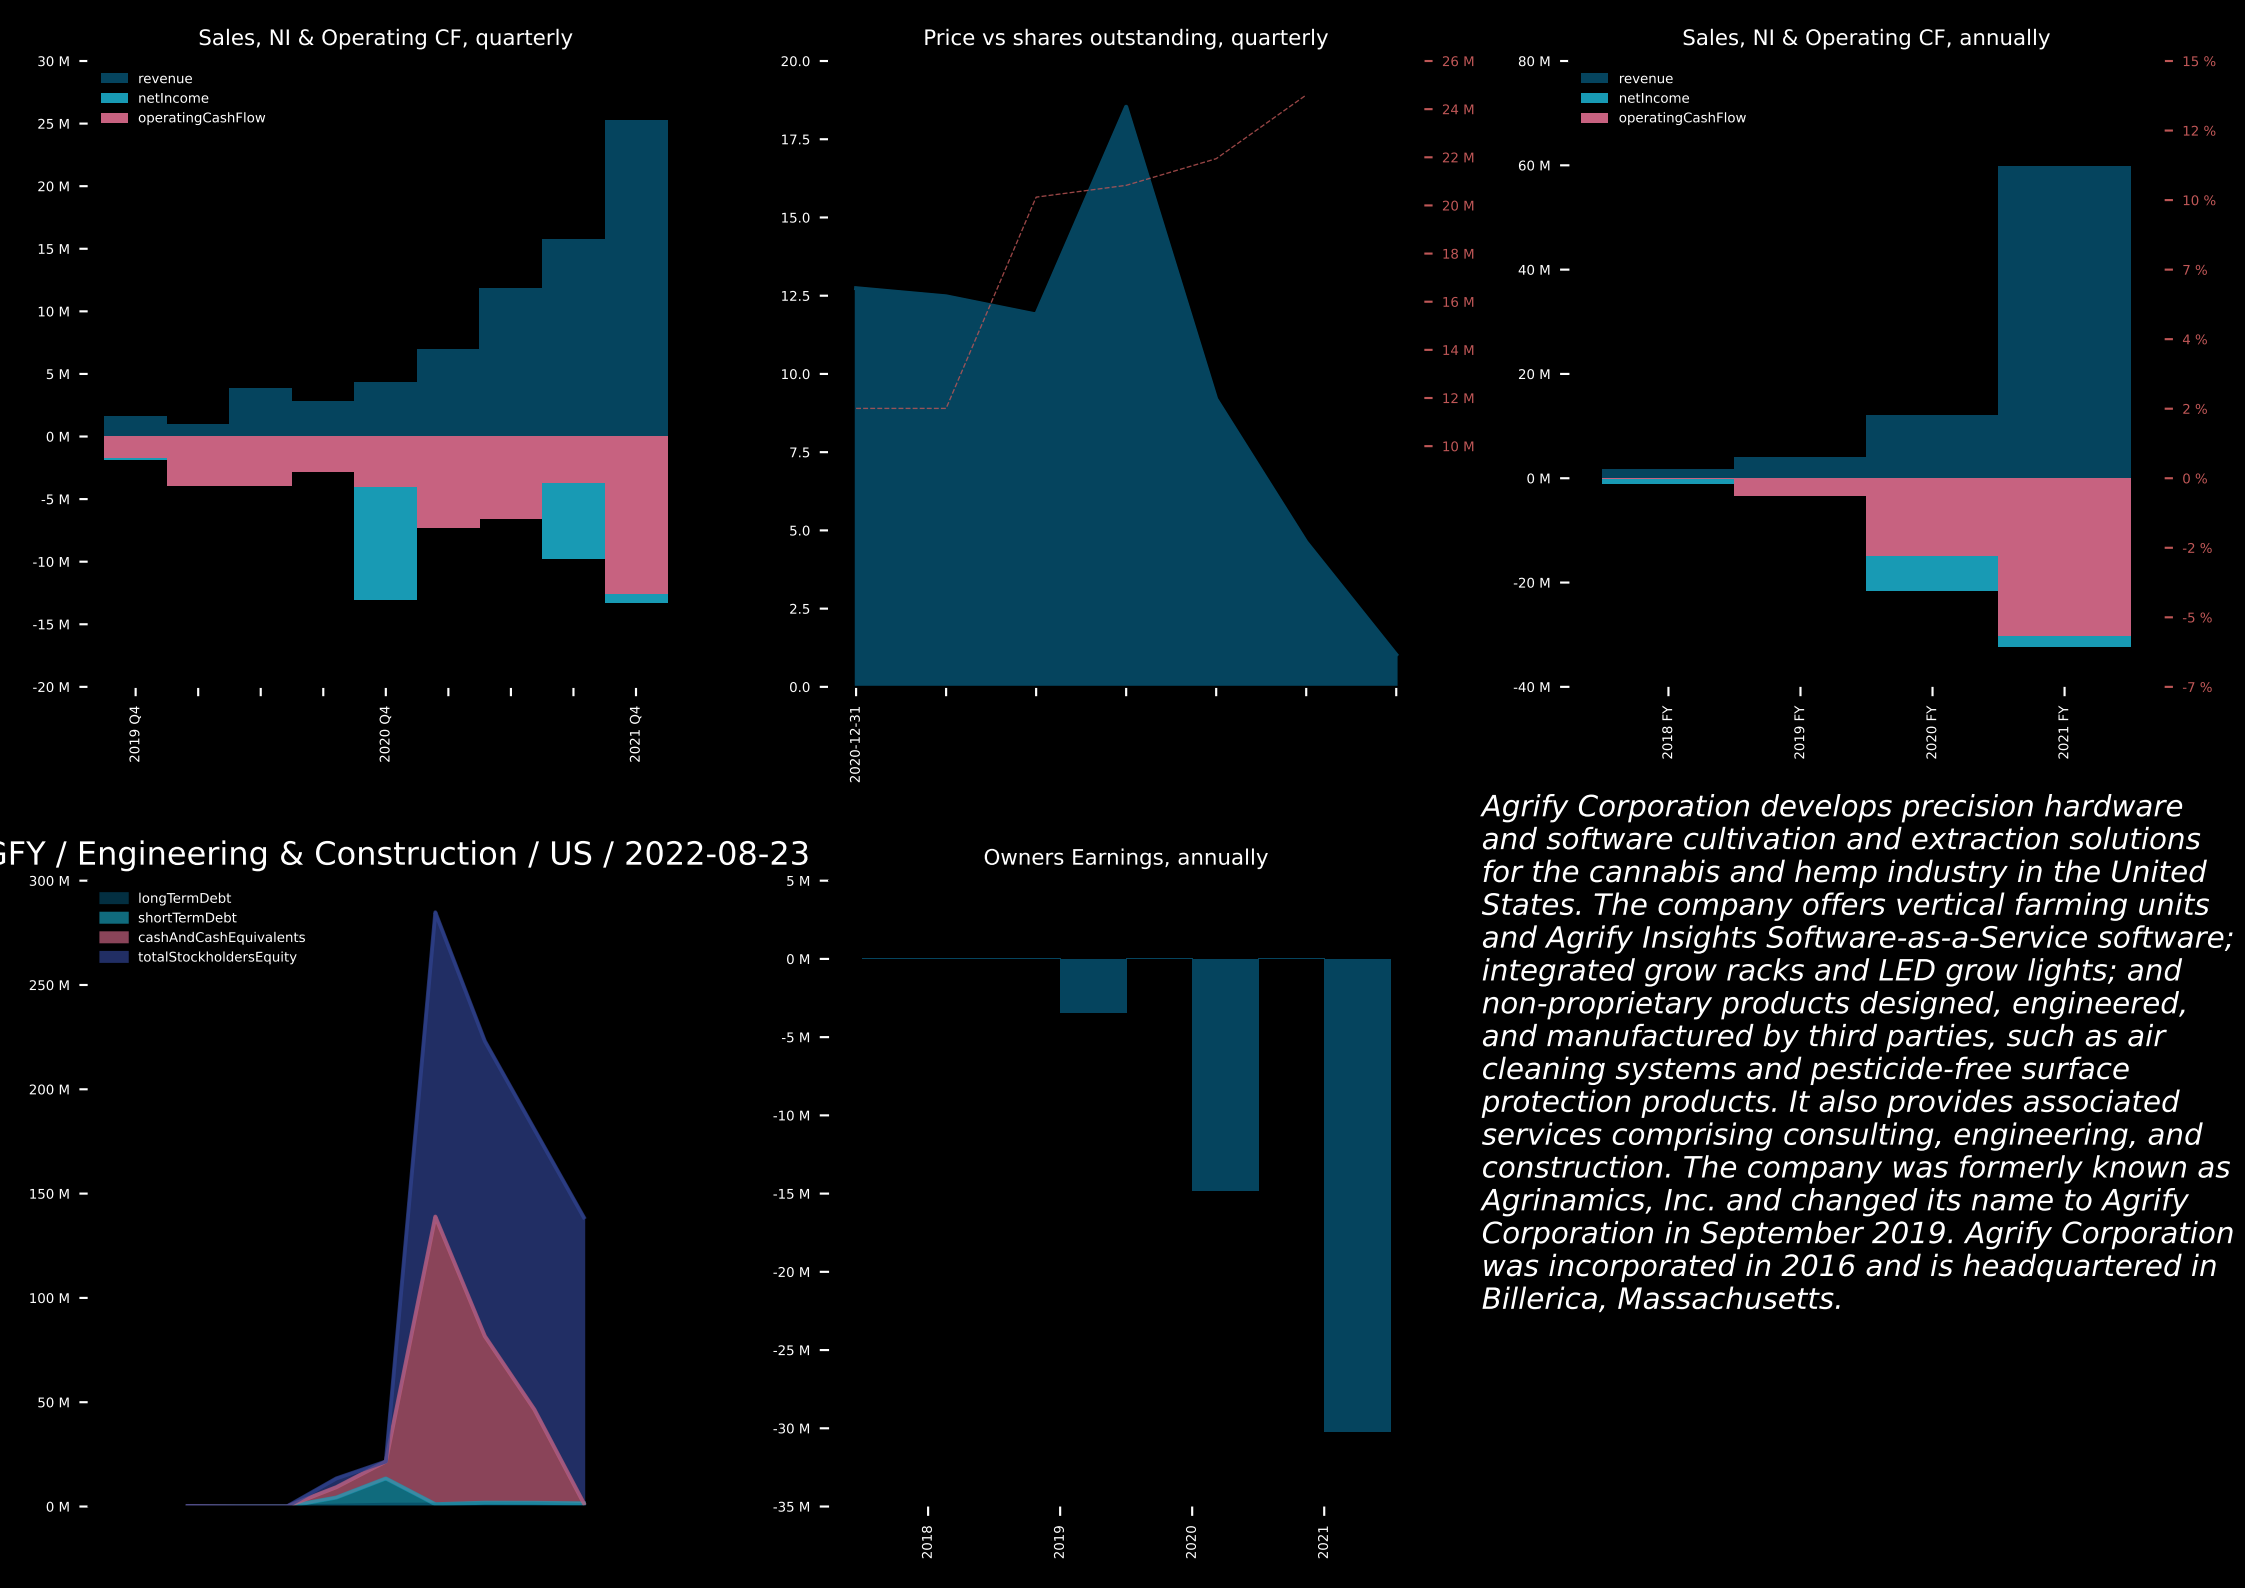 Sales, NI & Operating CF, quarterly
30 M
25 M
20 M
15 M
10 M
5 M
0 M
-5 M
-10 M
-15 M
-20 M
revenue
netIncome
operatingCashFlow
2019 Q4
2020 Q4
2021 Q4
Price vs shares outstanding, quarterly
20.0
17.5
15.0
12.5
10.0
7.5
5.0
2.5
0.0
26 M
24 M
22 M
20 M
18 M
16 M
14 M
12 M
10 M
2020-12-31
Sales, NI & Operating CF, annually
80 M
60 M
40 M
20 M
0 M
-20 M
-40 M
revenue
netIncome
operatingCashFlow
15 %
12 %
10 %
7 %
4 %
2 %
0 %
-2 %
-5 %
-7 %
2018 FY
2019 FY
2020 FY
2021 FY
GFY / Engineering & Construction / US / 2022-08-23
300 M
250 M
200 M
150 M
100 M
50 M
0 M
longTermDebt
shortTermDebt
cashAndCashEquivalents
totalStockholdersEquity
Owners Earnings, annually
5 M
0 M
-5 M
-10 M
-15 M
-20 M
-25 M
-30 M
-35 M
2018
2019
2020
2021
Agrify Corporation develops precision hardware
and software cultivation and extraction solutions
for the cannabis and hemp industry in the United
States. The company offers vertical farming units
and Agrify Insights Software-as-a-Service software;
integrated grow racks and LED grow lights; and
non-proprietary products designed, engineered,
and manufactured by third parties, such as air
cleaning systems and pesticide-free surface
protection products. It also provides associated
services comprising consulting, engineering, and
construction. The company was formerly known as
Agrinamics, Inc. and changed its name to Agrify
Corporation in September 2019. Agrify Corporation
was incorporated in 2016 and is headquartered in
Billerica, Massachusetts.